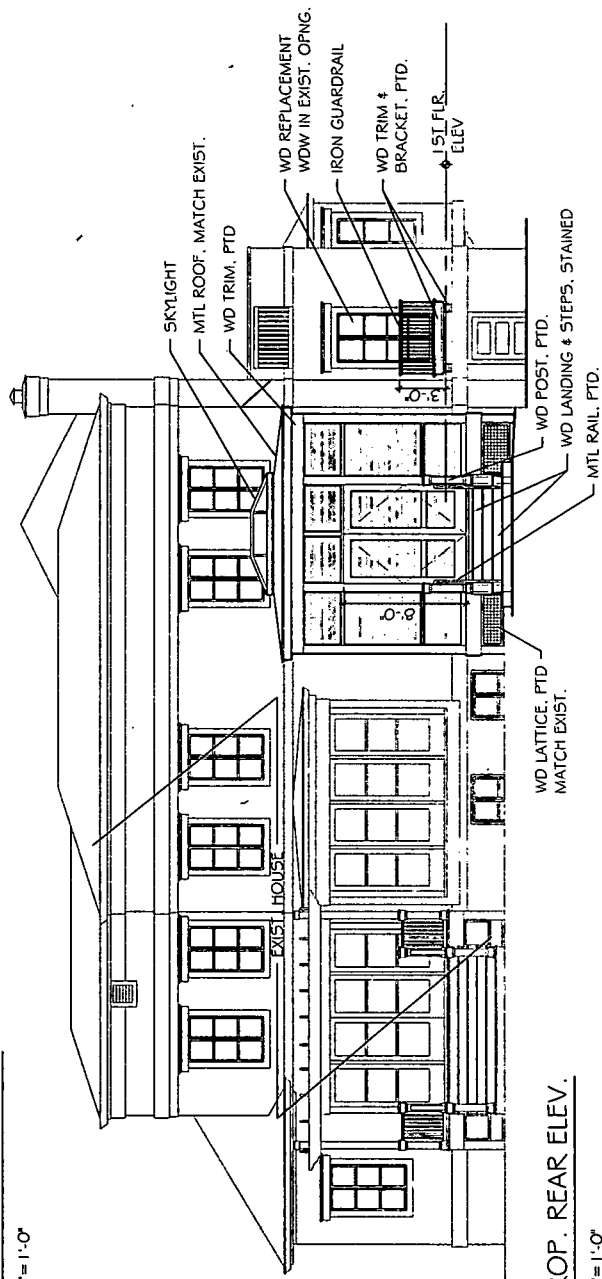 "= 1'-0"
SKYLIGHT
MTL ROOF. MATCH EXIST.
WD TRIM, PTD
WD REPLACEMENT
WDW IN EXIST. OPNG.
IRON GUARDRAIL
WD TRIM &
BRACKET, PTD.
1ST FLR.
ELEV
3'-0"
8'-0"
EXIST. HOUSE
WD POST, PTD.
WD LANDING & STEPS, STAINED
MTL RAIL, PTD.
WD LATTICE, PTD
MATCH EXIST.
OP. REAR ELEV.
"= 1'-0"